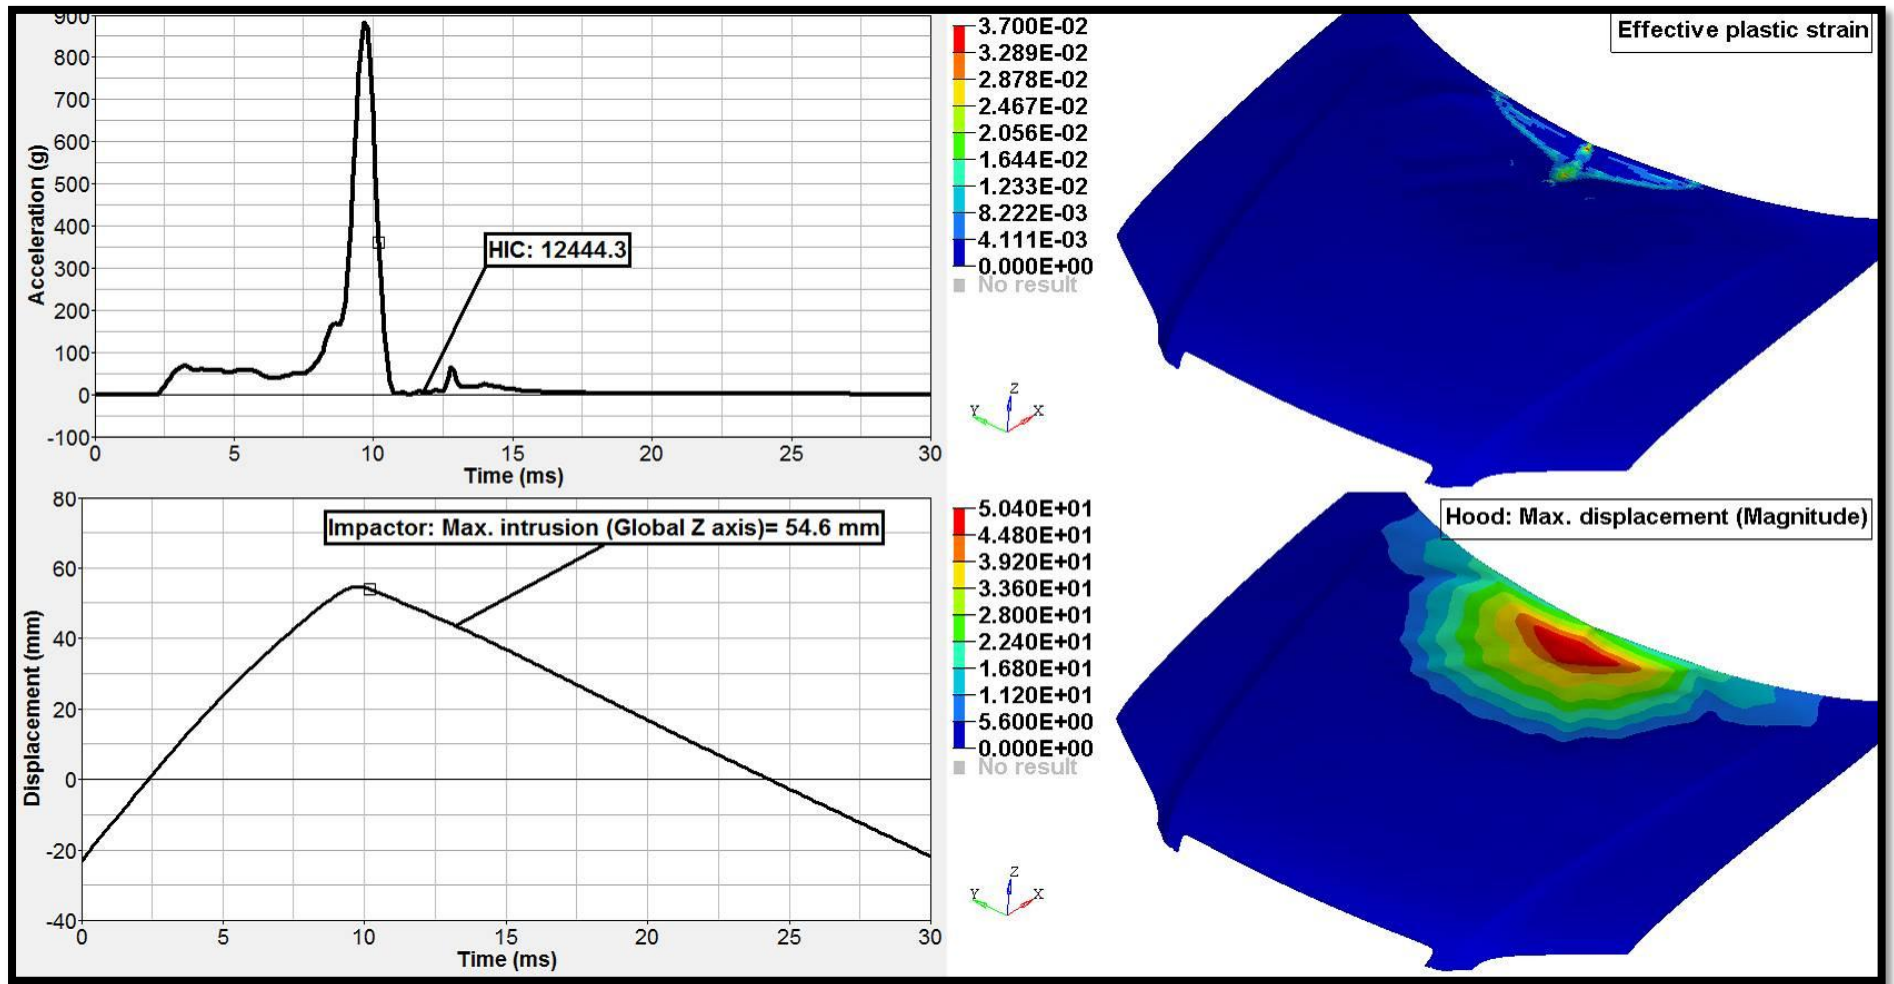 900
800
700
600
500
400
300
200
100
0
-100
Acceleration (g)
HIC: 12444.3
0 5 10 15 20 25 30
Time (ms)
3.700E-02
3.289E-02
2.878E-02
2.467E-02
2.056E-02
1.644E-02
1.233E-02
8.222E-03
4.111E-03
0.000E+00
No result
Effective plastic strain
Z
Y
X
80
60
40
20
0
-20
-40
Displacement (mm)
Impactor: Max. intrusion (Global Z axis)= 54.6 mm
0 5 10 15 20 25 30
Time (ms)
5.040E+01
4.480E+01
3.920E+01
3.360E+01
2.800E+01
2.240E+01
1.680E+01
1.120E+01
5.600E+00
0.000E+00
No result
Hood: Max. displacement (Magnitude)
Z
Y
X